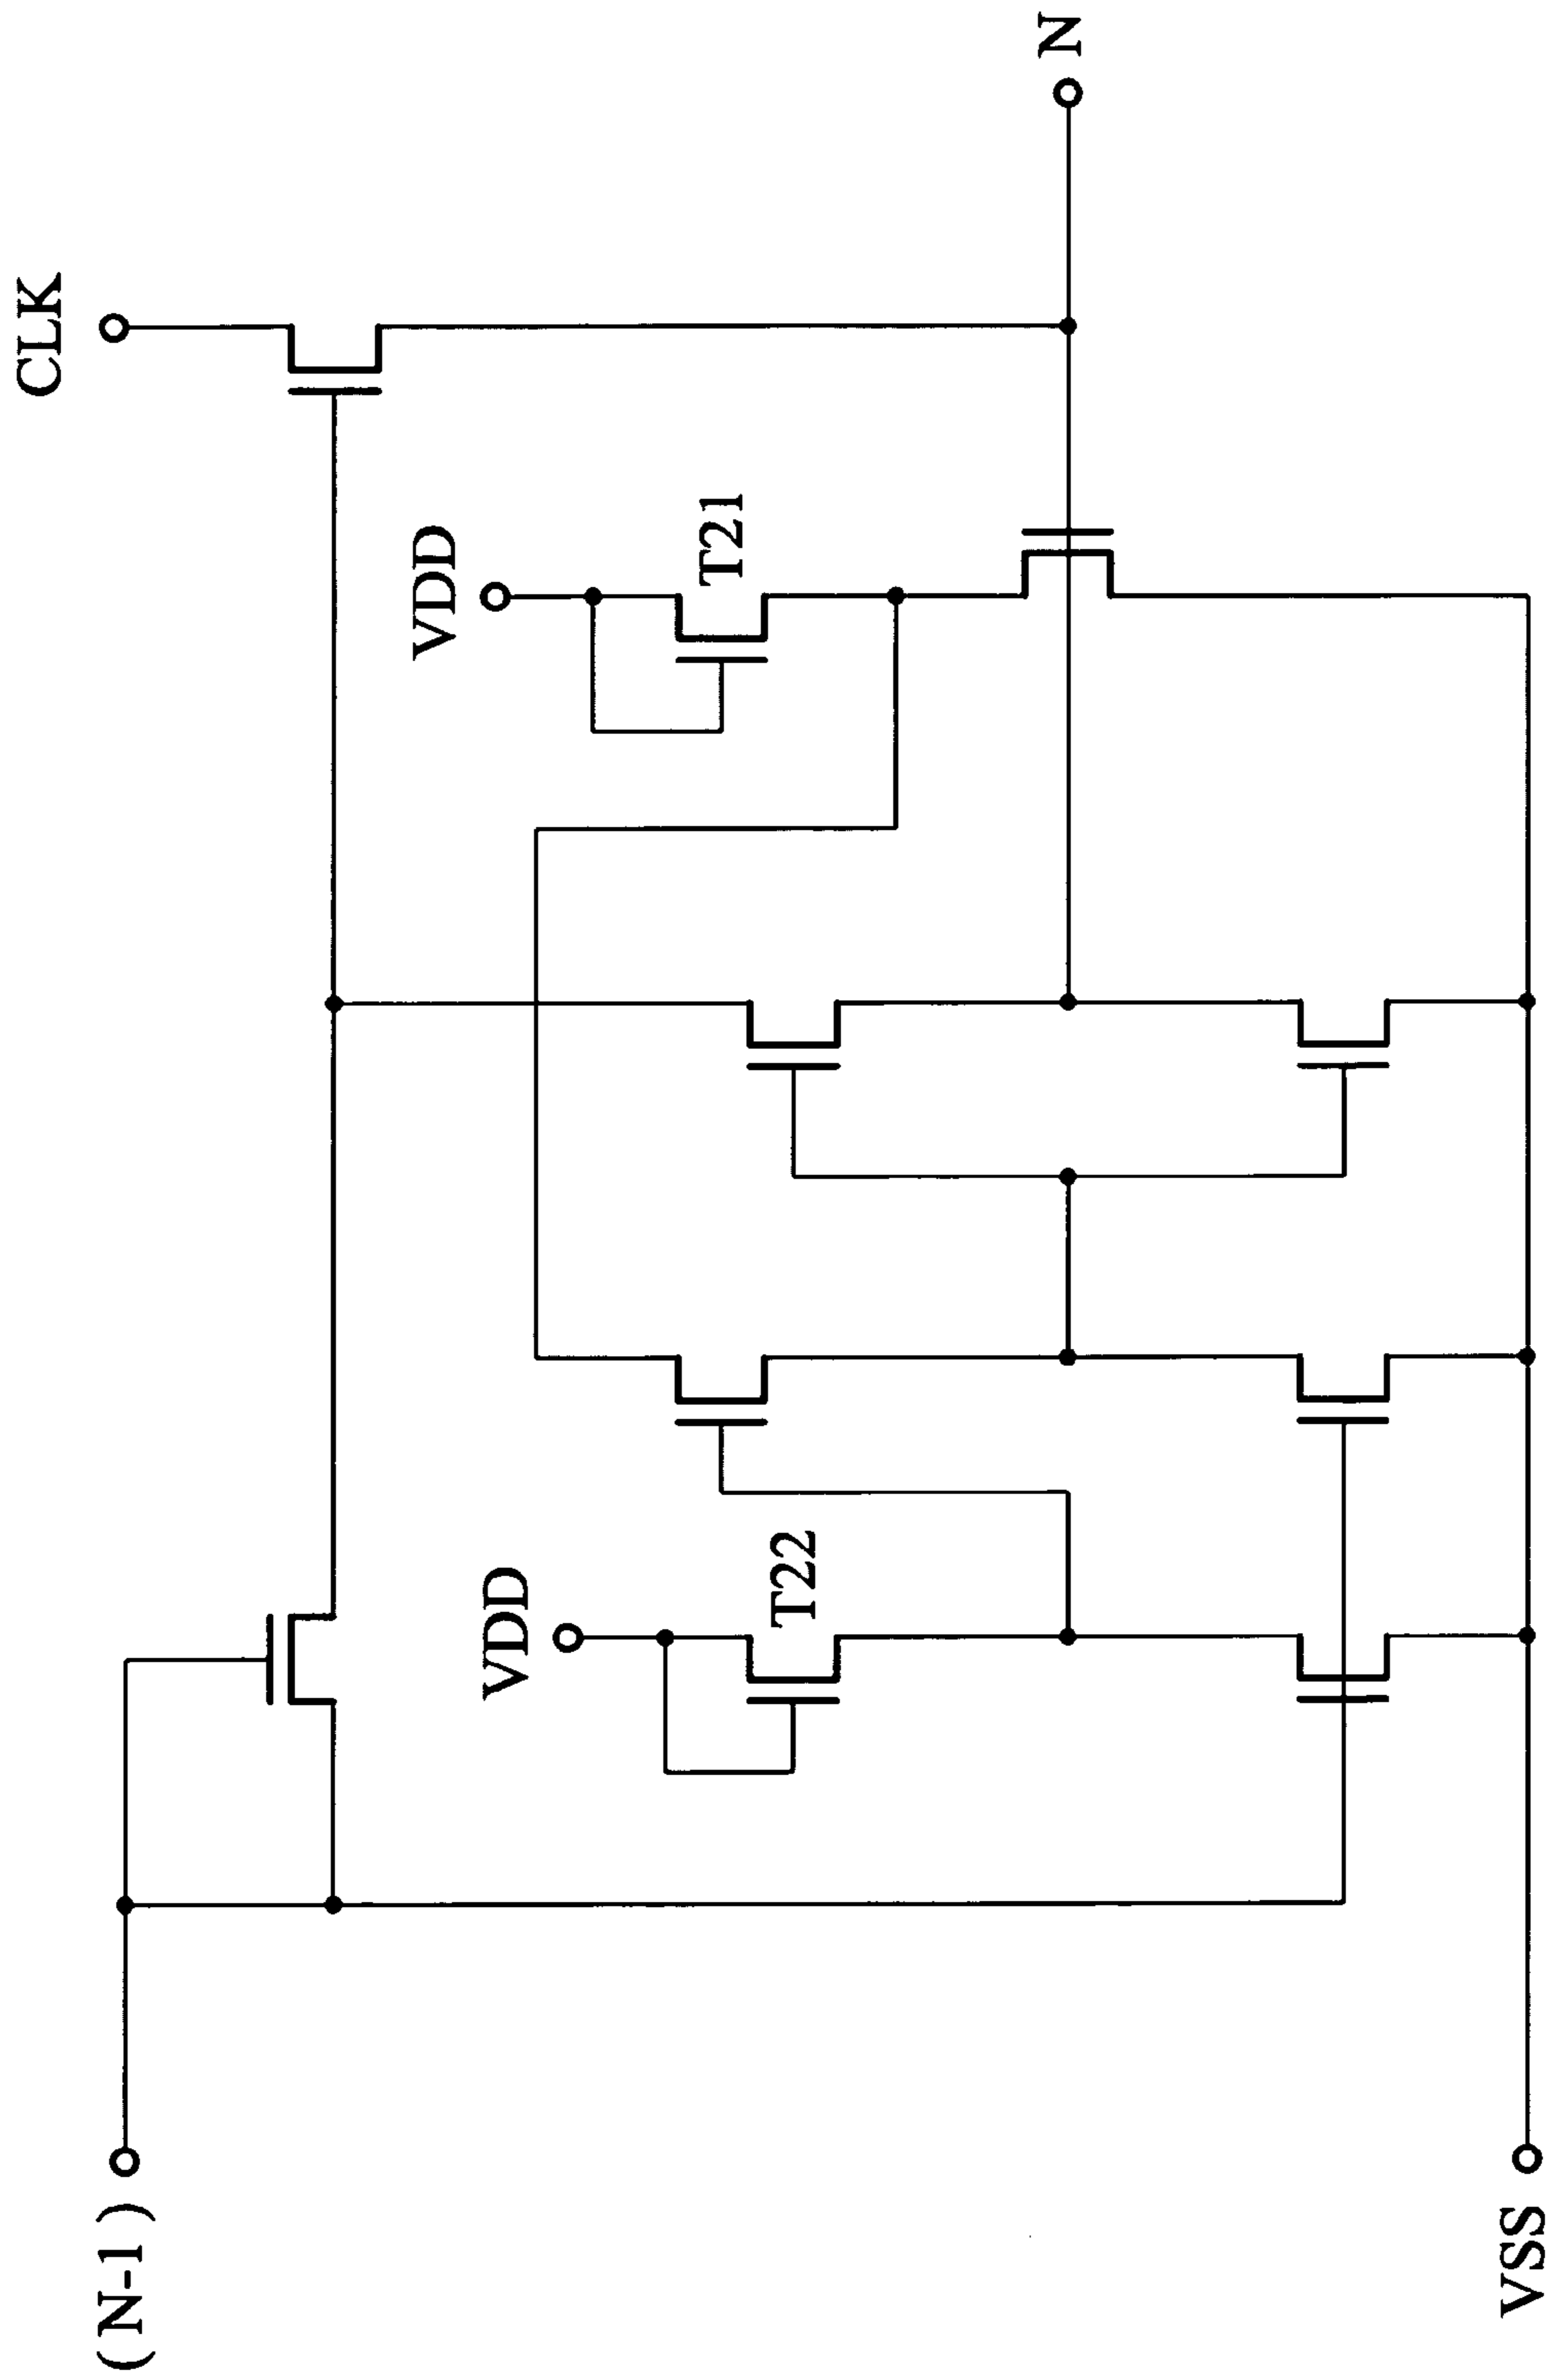 ( N-1 )
VSS
VDD
T22
VDD
T21
CLK
N